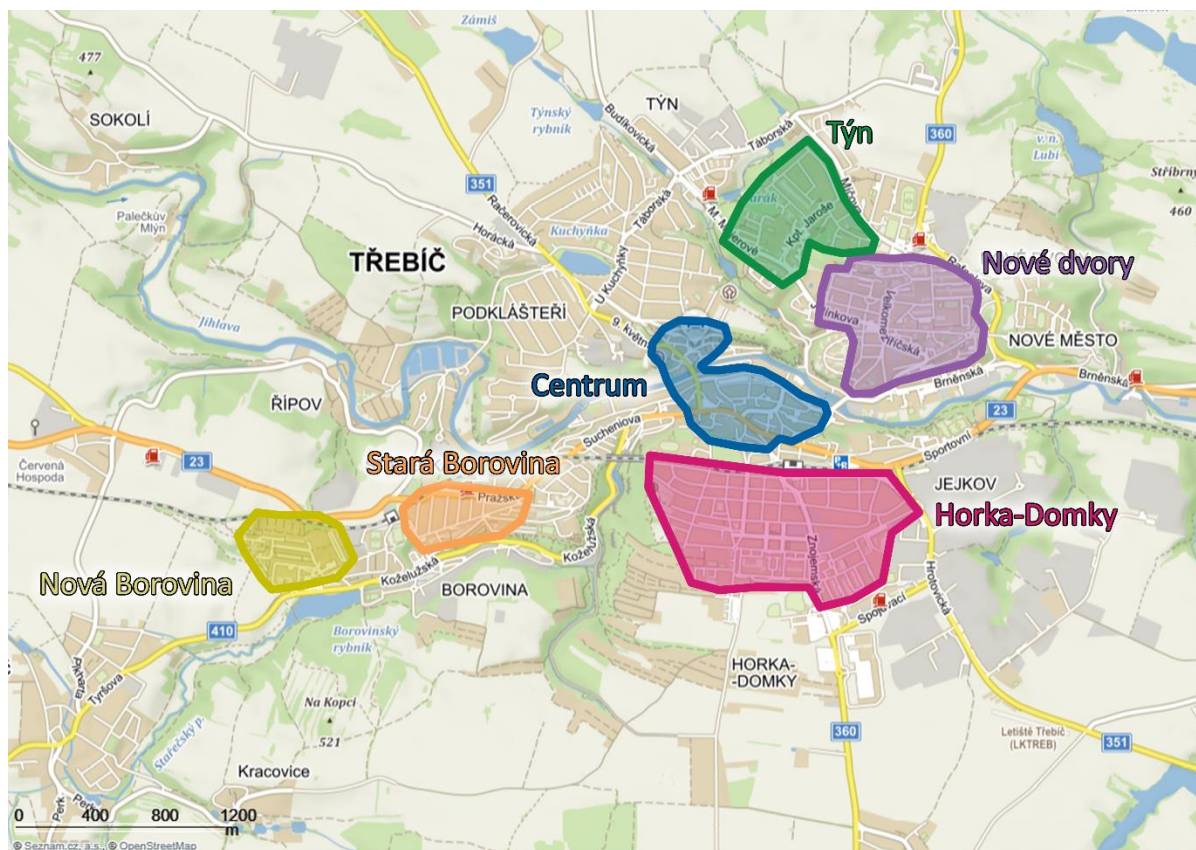 Zámiš
477
SOKOLÍ
Týnský
rybník
TÝN
Budíkovická
Táborská
Týn
360
v. n.
Lubí
Stříbrný
460
351
Račerovická
Palečkův
Mlýn
Horácká
Kuchyňka
Táborská
U Kuchyňky
Kpt. Jaroše
TŘEBÍČ
Nové dvory
PODKLÁŠTEŘÍ
Jihlava
9. květn
NOVÉ MĚSTO
Brněnská
Brněnská
Centrum
ŘÍPOV
Sucheniova
23
Sportovní
Stará Borovina
P+R
Červená
Hospoda
23
Pražsk
JEJKOV
Horka-Domky
Znojemská
Koželužská
Koželužská
Nová Borovina
BOROVINA
Hrotovická
Spojovací
410
Borovinský
rybník
HORKA-
DOMKY
Tyršova
Na Kopci
521
Stařečský p.
360
Letiště Třebíč
(LKTREB)
351
Kracovice
Perk
Perk
0 400 800 1200
m
© Seznam.cz, a.s., © OpenStreetMap